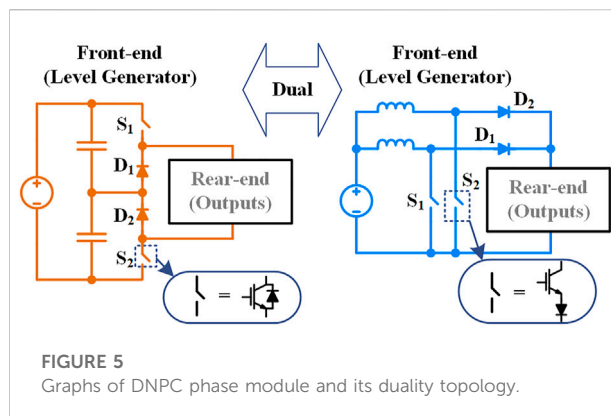 Front-end
(Level Generator)
Dual
Front-end
(Level Generator)
S1
D1
D2
S2
Rear-end
(Outputs)
+
-
=
D2
D1
S1
S2
Rear-end
(Outputs)
+
-
=
FIGURE 5
Graphs of DNPC phase module and its duality topology.